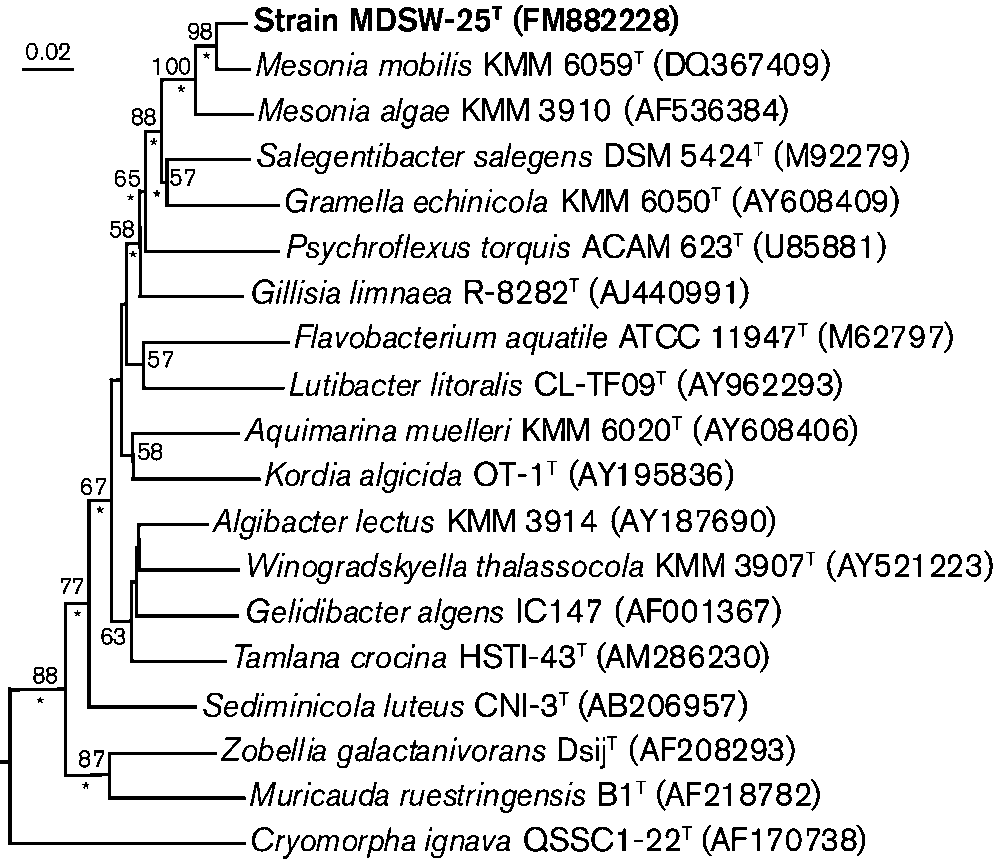 98
Strain MDSW-25ᵀ (FM882228)
0.02
*
Mesonia mobilis KMM 6059ᵀ (DQ367409)
100
*
Mesonia algae KMM 3910 (AF536384)
88
*
Salegentibacter salegens DSM 5424ᵀ (M92279)
65
*
* 57
Gramella echinicola KMM 6050ᵀ (AY608409)
58
*
Psychroflexus torquis ACAM 623ᵀ (U85881)
Gillisia limnaea R-8282ᵀ (AJ440991)
Flavobacterium aquatile ATCC 11947ᵀ (M62797)
57
Lutibacter litoralis CL-TF09ᵀ (AY962293)
Aquimarina muelleri KMM 6020ᵀ (AY608406)
58
Kordia algicida OT-1ᵀ (AY195836)
67
*
Algibacter lectus KMM 3914 (AY187690)
Winogradskyella thalassocola KMM 3907ᵀ (AY521223)
77
*
Gelidibacter algens IC147 (AF001367)
63
Tamlana crocina HSTI-43ᵀ (AM286230)
88
*
Sediminicola luteus CNI-3ᵀ (AB206957)
Zobellia galactanivorans Dsijᵀ (AF208293)
87
*
Muricauda ruestringensis B1ᵀ (AF218782)
Cryomorpha ignava QSSC1-22ᵀ (AF170738)